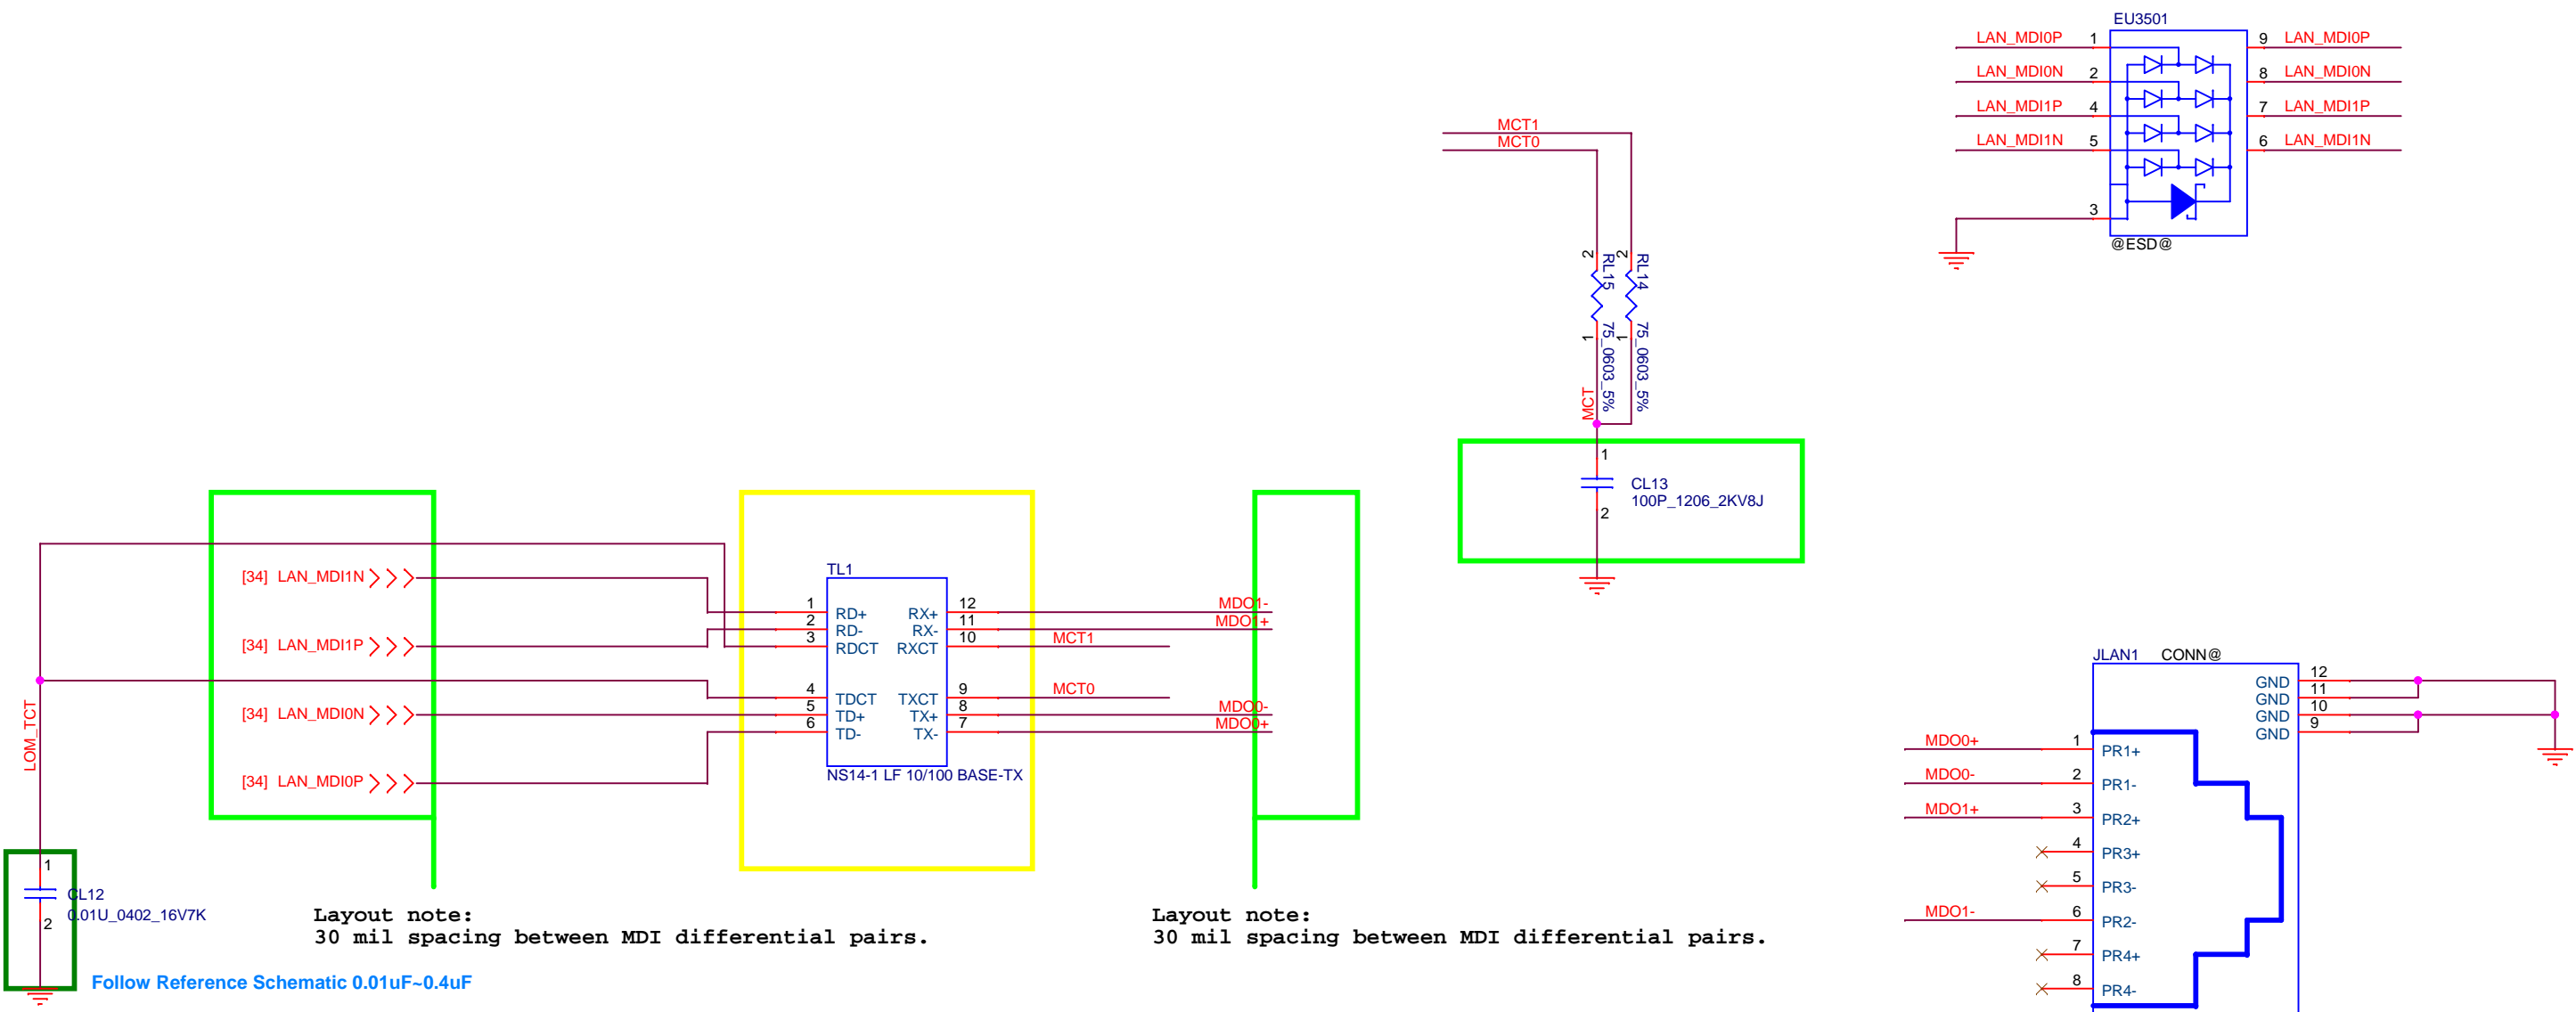 EU3501
LAN_MDI0P 1 9 LAN_MDI0P
LAN_MDI0N 2 8 LAN_MDI0N
LAN_MDI1P 4 7 LAN_MDI1P
LAN_MDI1N 5 6 LAN_MDI1N
3
@ESD@
MCT1
MCT0
2 RL15 2 RL14
1 75_0603_5% 1 75_0603_5%
MCT
1
CL13
100P_1206_2KV8J
2
[34] LAN_MDI1N
[34] LAN_MDI1P
[34] LAN_MDI0N
[34] LAN_MDI0P
LOM_TCT
TL1
1 RD+ RX+ 12 MDO1-
2 RD- RX- 11 MDO1+
3 RDCT RXCT 10 MCT1
4 TDCT TXCT 9 MCT0
5 TD+ TX+ 8 MDO0-
6 TD- TX- 7 MDO0+
NS14-1 LF 10/100 BASE-TX
1
CL12
0.01U_0402_16V7K
2
Layout note:
30 mil spacing between MDI differential pairs.
Layout note:
30 mil spacing between MDI differential pairs.
Follow Reference Schematic 0.01uF~0.4uF
JLAN1 CONN@
GND 12
GND 11
GND 10
GND 9
MDO0+ 1 PR1+
MDO0- 2 PR1-
MDO1+ 3 PR2+
4 PR3+
5 PR3-
MDO1- 6 PR2-
7 PR4+
8 PR4-